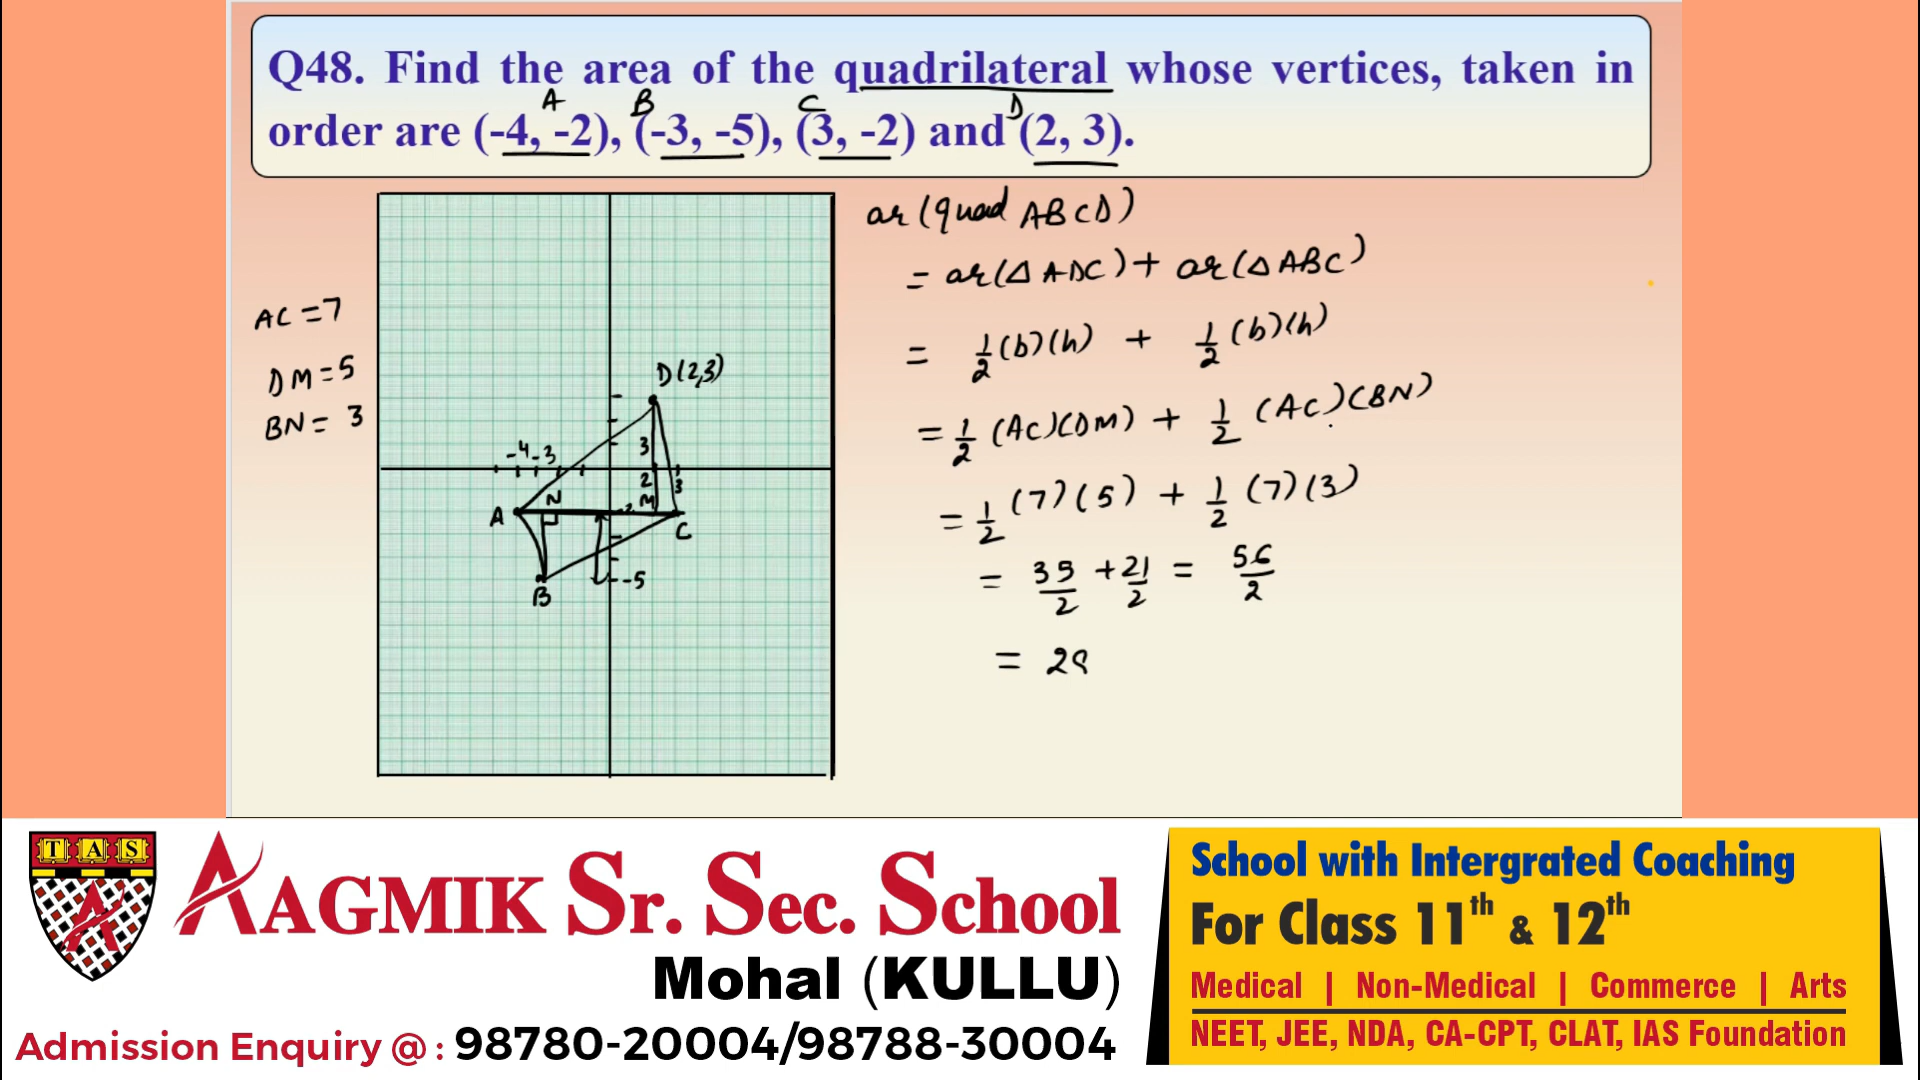 Q48. Find the area of the quadrilateral whose vertices, taken in
order are (-4, -2), (-3, -5), (3, -2) and (2, 3).
A B C D
ar (quad ABCD)
= ar(△ ADC) + ar(△ ABC)
= 1/2 (b)(h) + 1/2 (b)(h)
= 1/2 (AC)(DM) + 1/2 (AC)(BN)
= 1/2 (7)(5) + 1/2 (7)(3)
= 35/2 + 21/2 = 56/2
= 28
AC = 7
DM = 5
BN = 3
D(2,3)
-4 -3
3
2
3
A N M
-2
C
B
-5
T A S
AAGMIK Sr. Sec. School
Mohal (KULLU)
Admission Enquiry @ : 98780-20004/98788-30004
School with Intergrated Coaching
For Class 11th & 12th
Medical | Non-Medical | Commerce | Arts
NEET, JEE, NDA, CA-CPT, CLAT, IAS Foundation